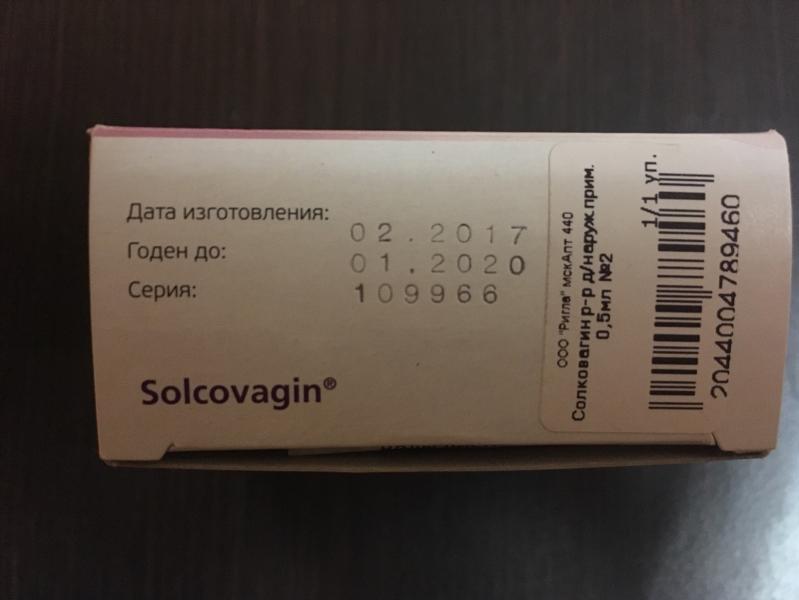 Дата изготовления:
02.2017
Годен до:
01.2020
Серия:
109966
Solcovagin®
ООО "Ригла" мскАпт 440
Солковагин р-р д/наруж.прим.
0,5мл №2
1/1 уп.
2044004789460